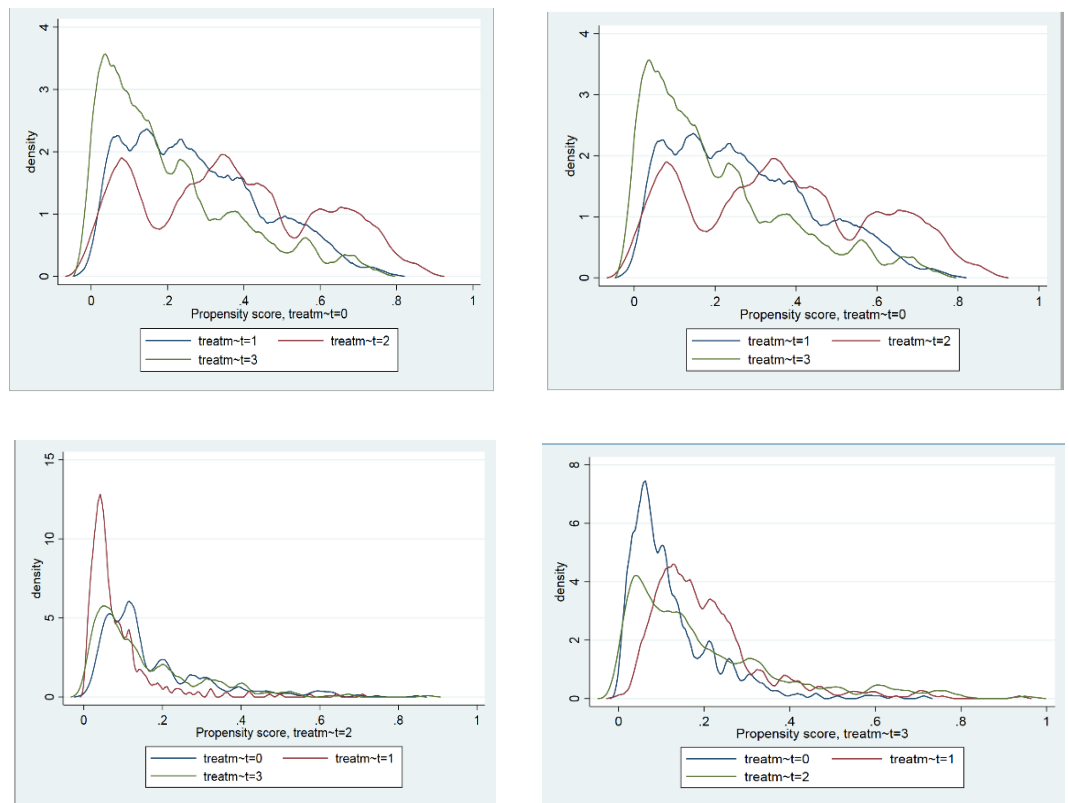 4
3
2
1
0
density
0 .2 .4 .6 .8 1
Propensity score, treatm~t=0
treatm~t=1 treatm~t=2
treatm~t=3
4
3
2
1
0
density
0 .2 .4 .6 .8 1
Propensity score, treatm~t=0
treatm~t=1 treatm~t=2
treatm~t=3
15
10
5
0
density
0 .2 .4 .6 .8 1
Propensity score, treatm~t=2
treatm~t=0 treatm~t=1
treatm~t=3
8
6
4
2
0
density
0 .2 .4 .6 .8 1
Propensity score, treatm~t=3
treatm~t=0 treatm~t=1
treatm~t=2